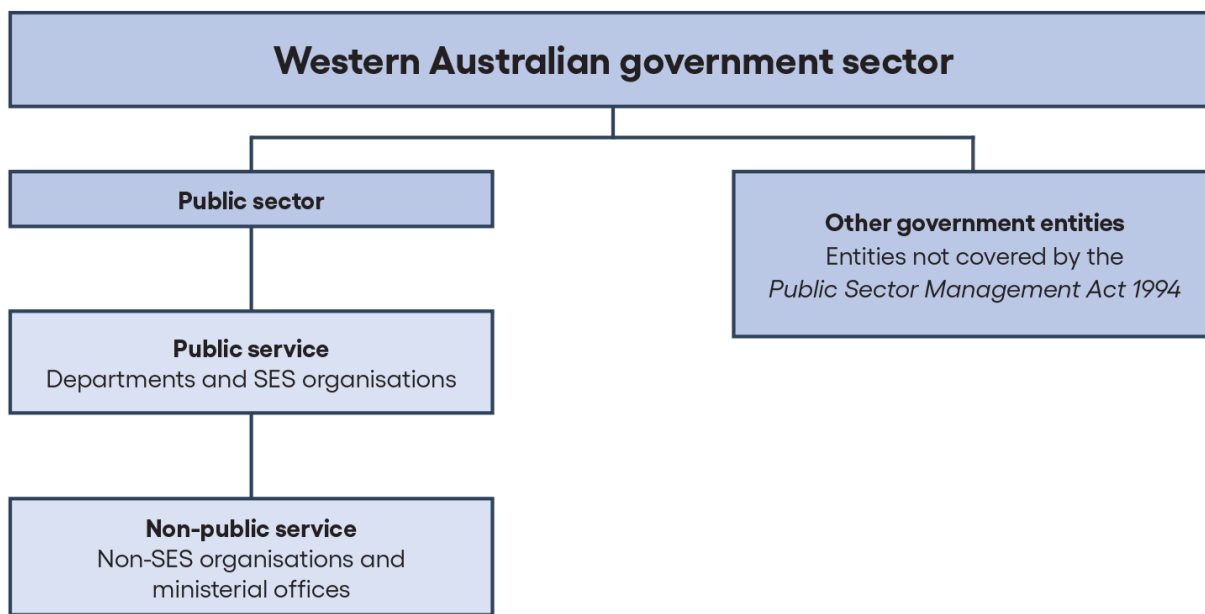 Western Australian government sector
Public sector
Other government entities
Entities not covered by the
Public Sector Management Act 1994
Public service
Departments and SES organisations
Non-public service
Non-SES organisations and
ministerial offices